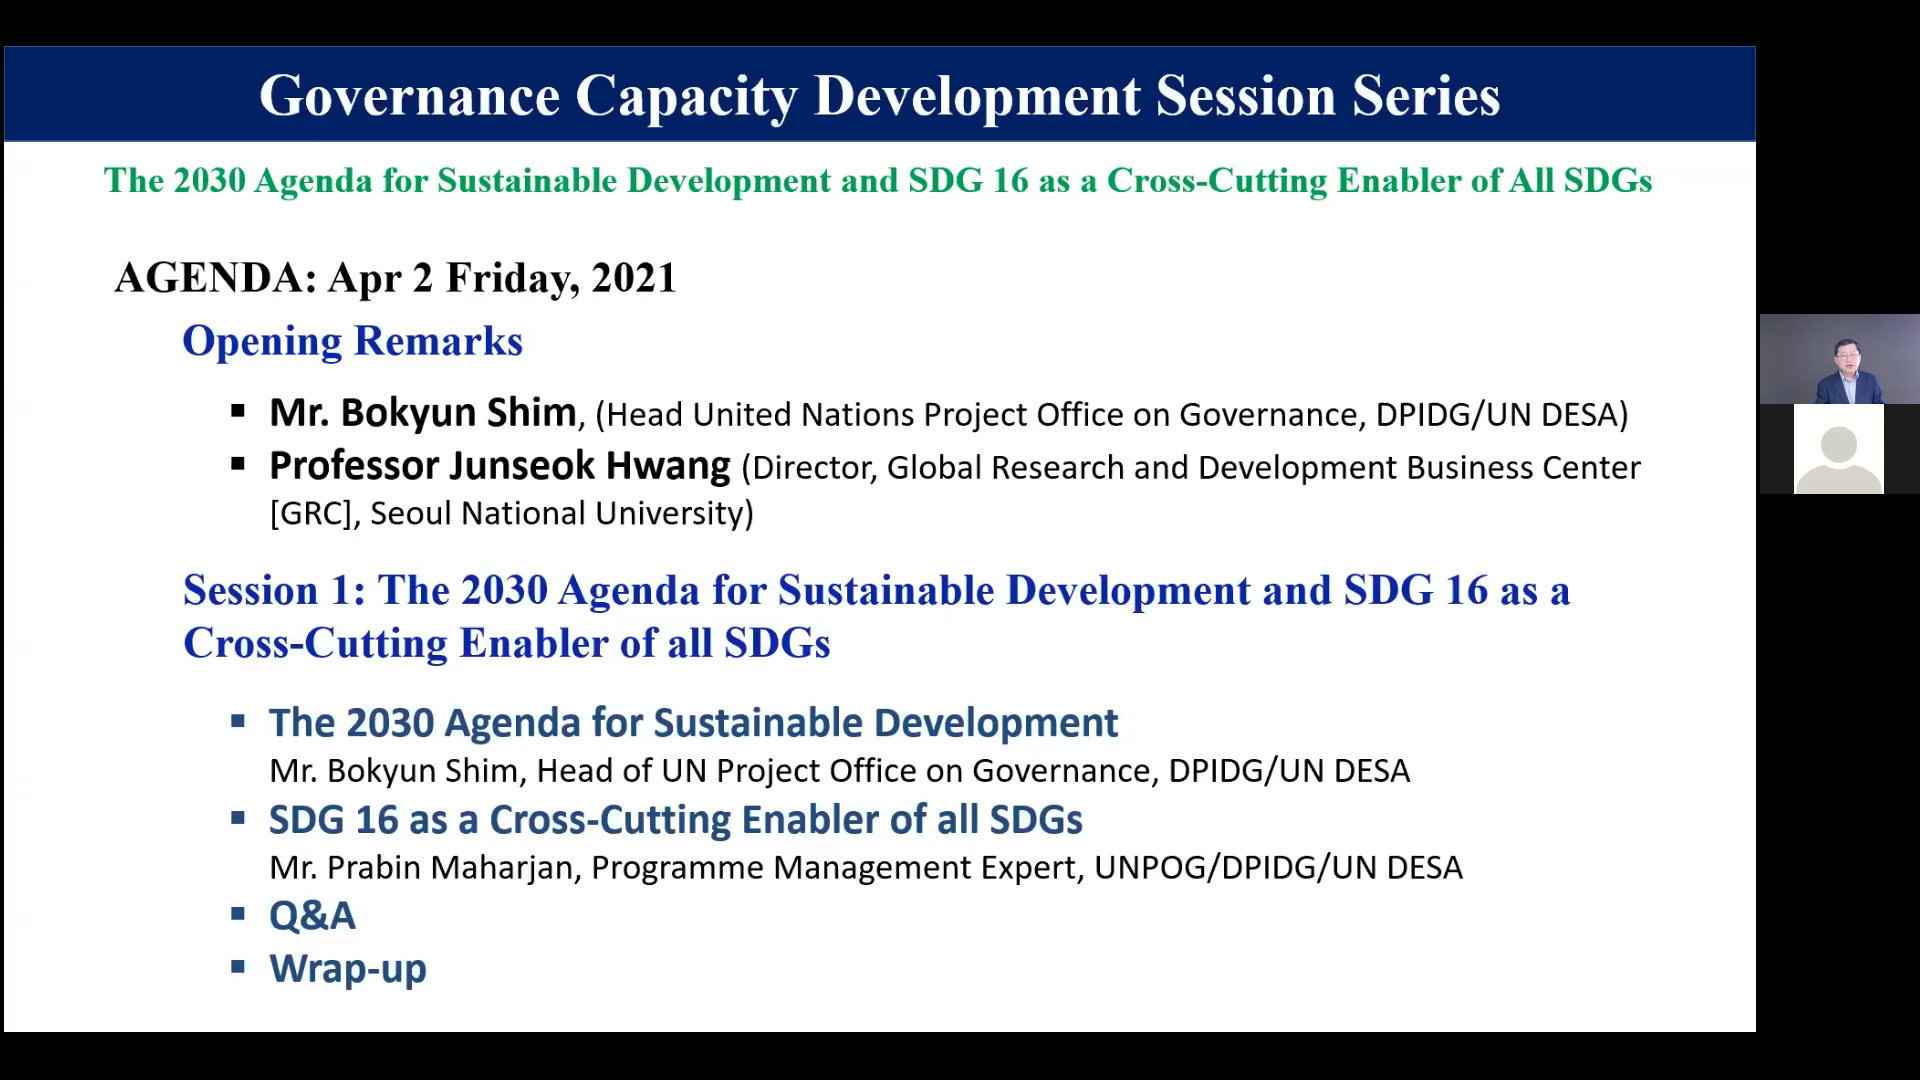 Governance Capacity Development Session Series
The 2030 Agenda for Sustainable Development and SDG 16 as a Cross-Cutting Enabler of All SDGs
AGENDA: Apr 2 Friday, 2021
Opening Remarks
▪ Mr. Bokyun Shim, (Head United Nations Project Office on Governance, DPIDG/UN DESA)
▪ Professor Junseok Hwang (Director, Global Research and Development Business Center
[GRC], Seoul National University)
Session 1: The 2030 Agenda for Sustainable Development and SDG 16 as a
Cross-Cutting Enabler of all SDGs
▪ The 2030 Agenda for Sustainable Development
Mr. Bokyun Shim, Head of UN Project Office on Governance, DPIDG/UN DESA
▪ SDG 16 as a Cross-Cutting Enabler of all SDGs
Mr. Prabin Maharjan, Programme Management Expert, UNPOG/DPIDG/UN DESA
▪ Q&A
▪ Wrap-up